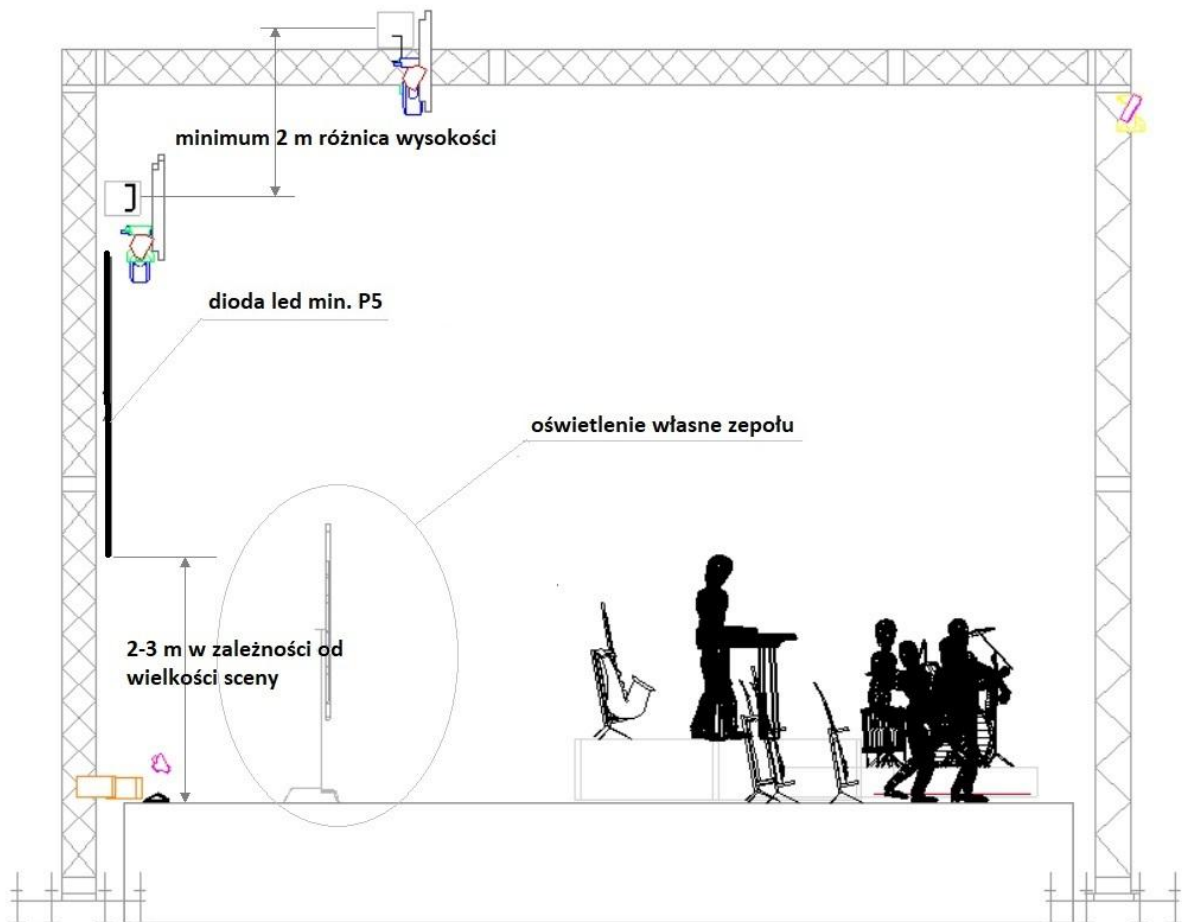 minimum 2 m różnica wysokości
dioda led min. P5
oświetlenie własne zepołu
2-3 m w zależności od
wielkości sceny